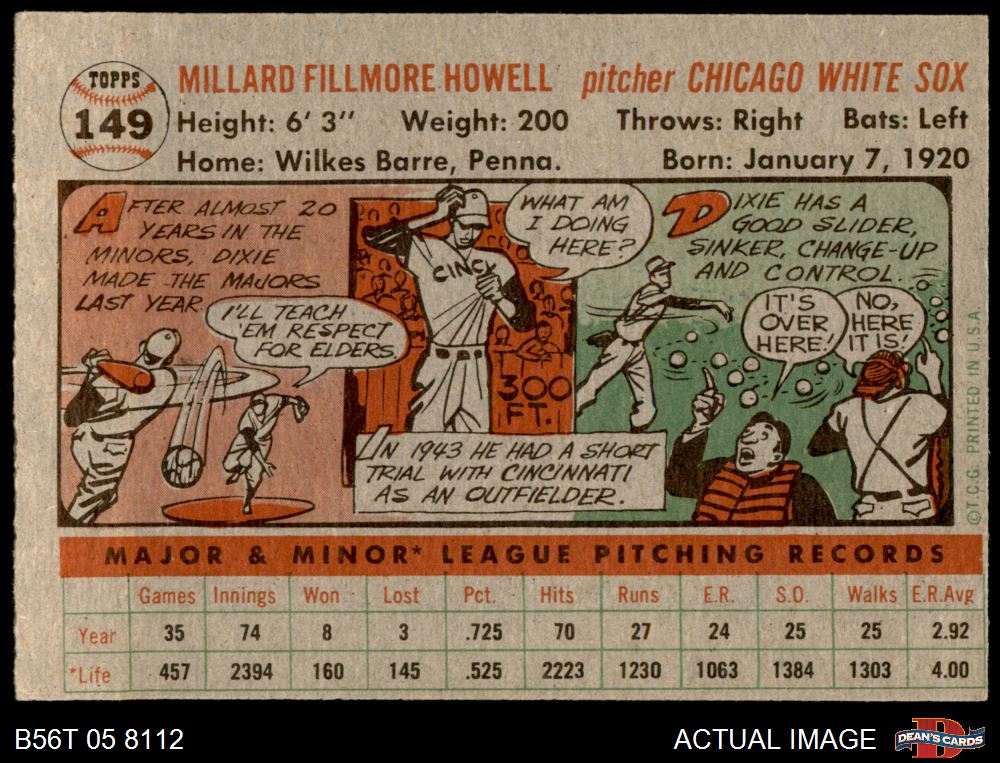 TOPPS
149
MILLARD FILLMORE HOWELL pitcher CHICAGO WHITE SOX
Height: 6' 3" Weight: 200 Throws: Right Bats: Left
Home: Wilkes Barre, Penna. Born: January 7, 1920
AFTER ALMOST 20
YEARS IN THE
MINORS, DIXIE
MADE THE MAJORS
LAST YEAR.
I'LL TEACH
'EM RESPECT
FOR ELDERS.
WHAT AM
I DOING
HERE?
CINCY
300
FT.
IN 1943 HE HAD A SHORT
TRIAL WITH CINCINNATI
AS AN OUTFIELDER.
DIXIE HAS A
GOOD SLIDER,
SINKER, CHANGE-UP
AND CONTROL.
IT'S
OVER
HERE!
NO,
HERE
IT IS!
©T.C.G. PRINTED IN U.S.A.
MAJOR & MINOR* LEAGUE PITCHING RECORDS
Games Innings Won Lost Pct. Hits Runs E.R. S.O. Walks E.R.Avg
Year 35 74 8 3 .725 70 27 24 25 25 2.92
*Life 457 2394 160 145 .525 2223 1230 1063 1384 1303 4.00
B56T 05 8112 ACTUAL IMAGE DEAN'S CARDS